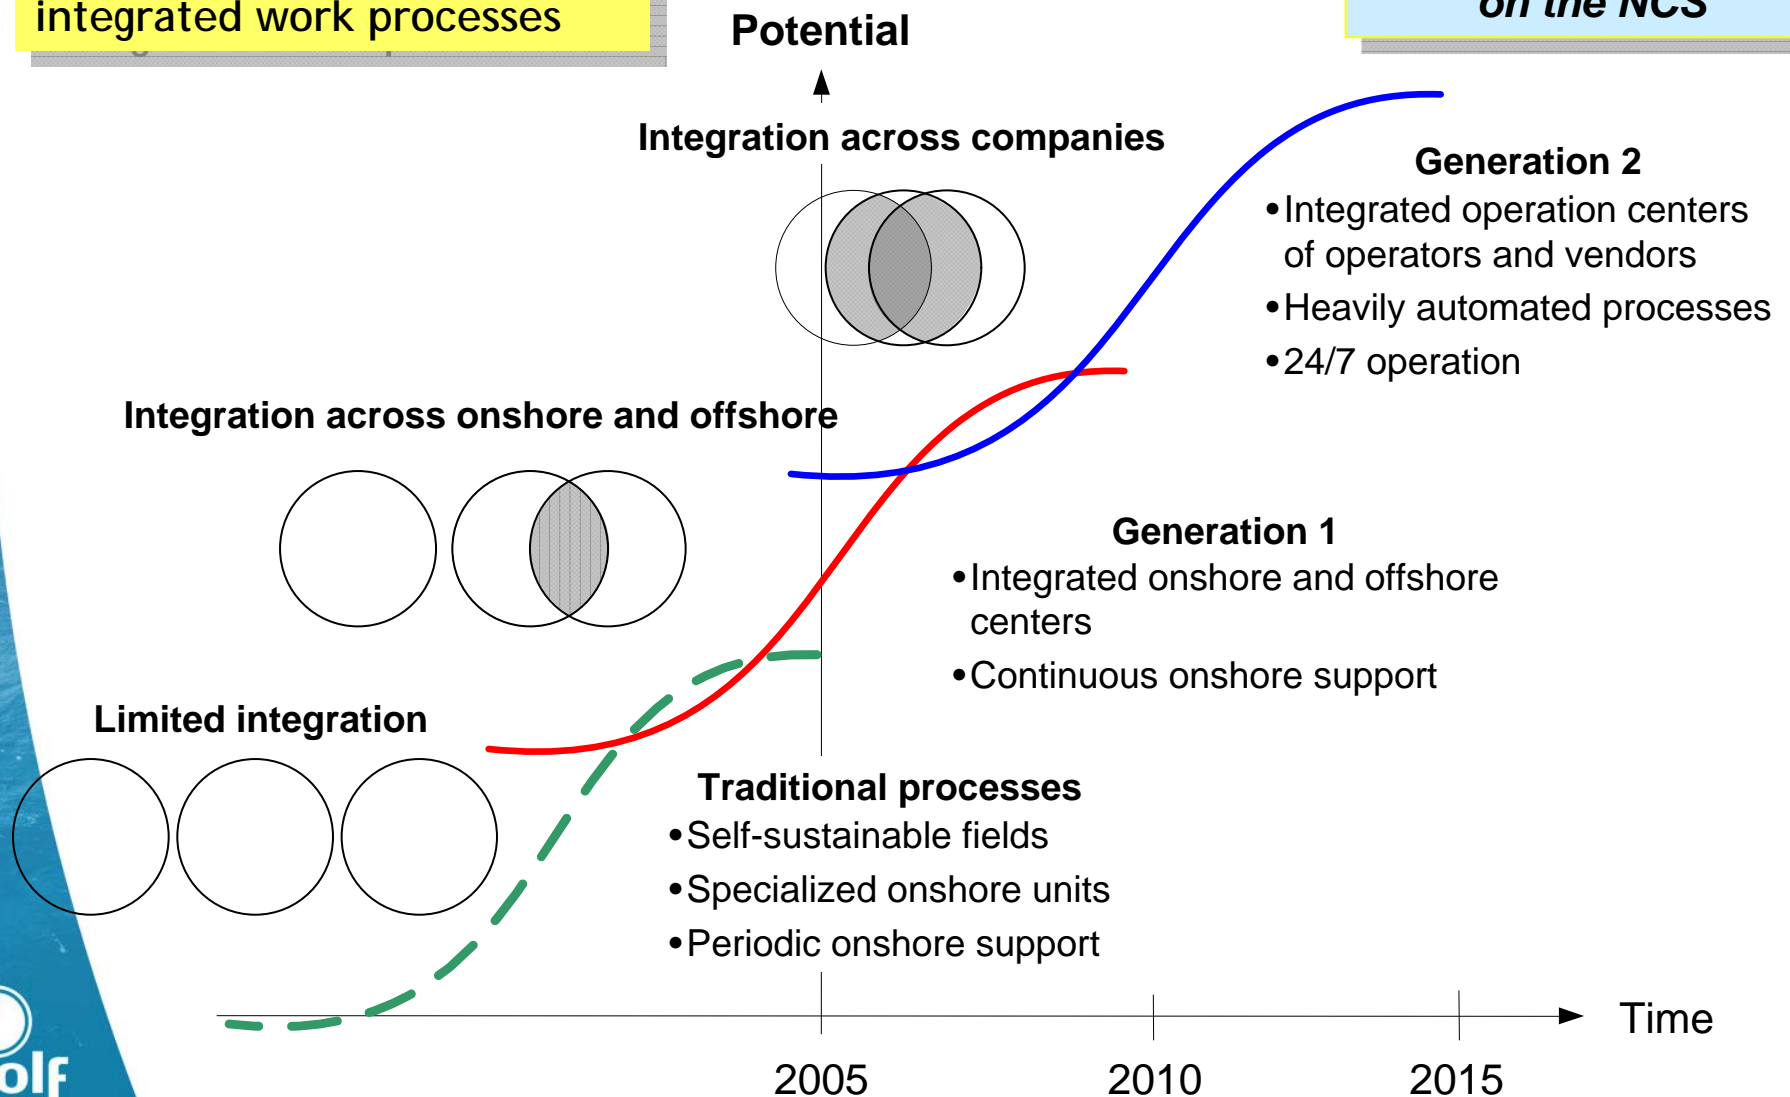 integrated work processes
on the NCS
Potential
Integration across companies
Generation 2
•Integrated operation centers
of operators and vendors
•Heavily automated processes
•24/7 operation
Integration across onshore and offshore
Generation 1
•Integrated onshore and offshore
centers
•Continuous onshore support
Limited integration
Traditional processes
•Self-sustainable fields
•Specialized onshore units
•Periodic onshore support
Time
2005
2010
2015
olf